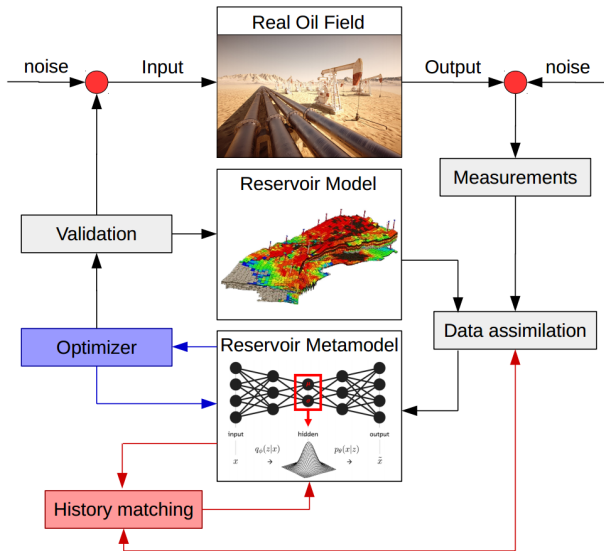 Real Oil Field
noise
Input
Output
noise
Measurements
Reservoir Model
Validation
Data assimilation
Optimizer
Reservoir Metamodel
input
hidden
output
x
qφ(z|x)
→
pθ(x|z)
→
x̃
History matching